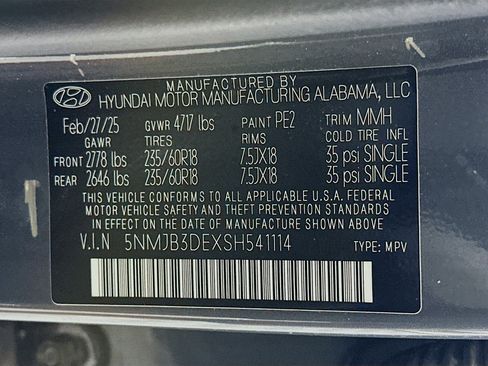 MANUFACTURED BY
HYUNDAI MOTOR MANUFACTURING ALABAMA, LLC
Feb/27/25 GVWR 4717 lbs PAINT PE2 TRIM MMH
GAWR TIRES RIMS COLD TIRE INFL
FRONT 2778 lbs 235/60R18 7.5JX18 35 psi SINGLE
REAR 2646 lbs 235/60R18 7.5JX18 35 psi SINGLE
THIS VEHICLE CONFORMS TO ALL APPLICABLE U.S.A. FEDERAL
MOTOR VEHICLE SAFETY AND THEFT PREVENTION STANDARDS
IN EFFECT ON THE DATE OF MANUFACTURE SHOWN ABOVE.
V.I.N 5NMJB3DEXSH541114 TYPE: MPV